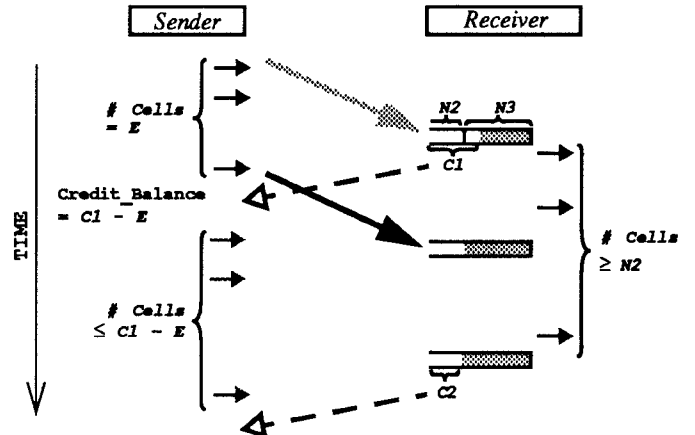 Sender
Receiver
N2
N3
# Cells
= E
C1
Credit_Balance
= C1 - E
TIME
# Cells
≥ N2
# Cells
≤ C1 - E
C2